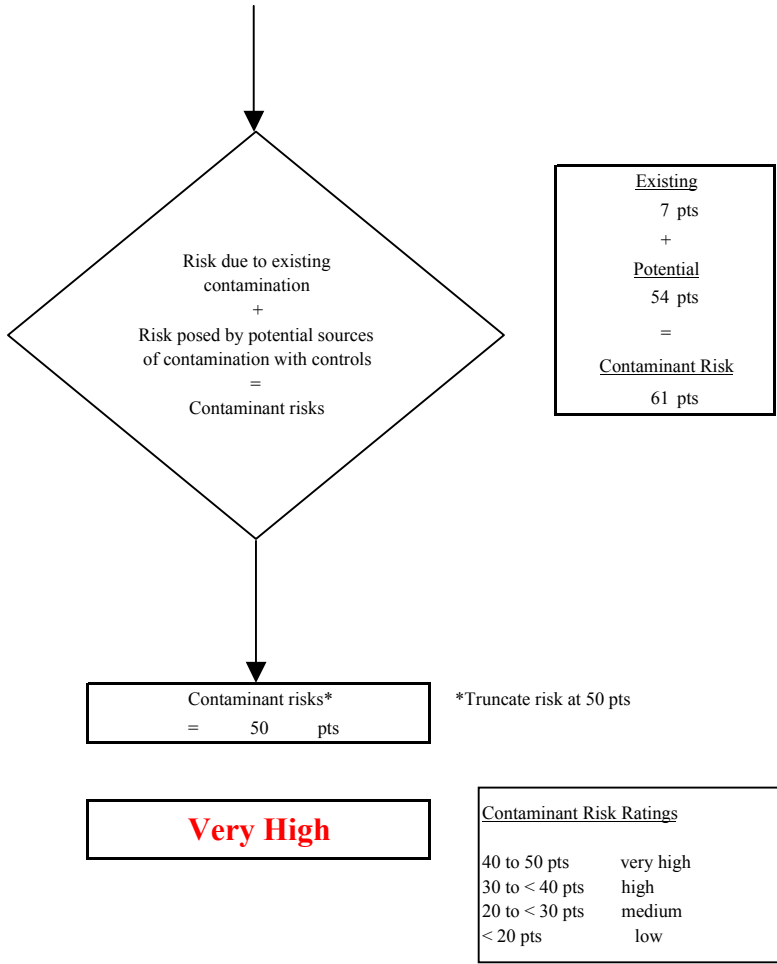 Risk due to existing
contamination
+
Risk posed by potential sources
of contamination with controls
=
Contaminant risks
Existing
7 pts
+
Potential
54 pts
=
Contaminant Risk
61 pts
Contaminant risks*
= 50 pts
*Truncate risk at 50 pts
Very High
Contaminant Risk Ratings
40 to 50 pts very high
30 to < 40 pts high
20 to < 30 pts medium
< 20 pts low